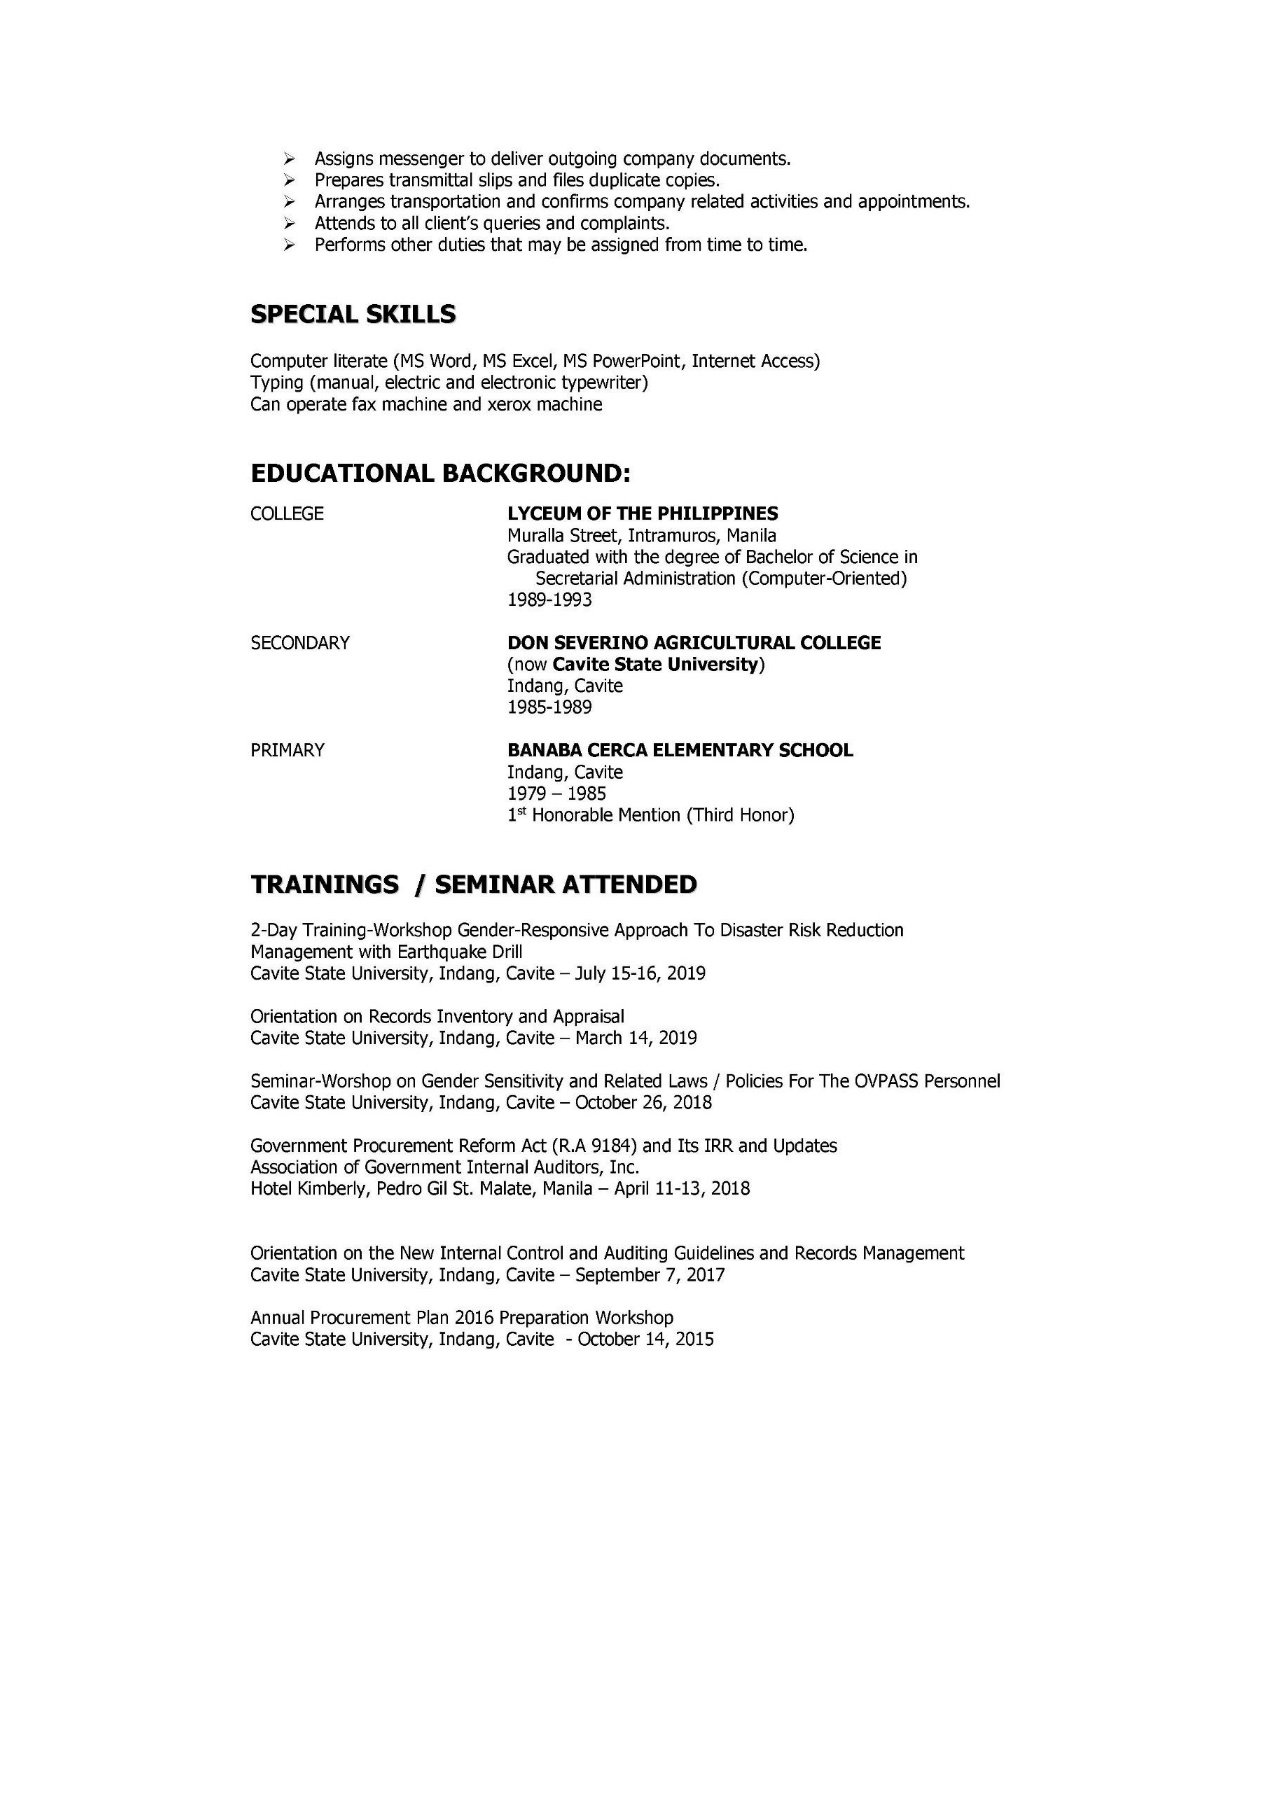 ➢ Assigns messenger to deliver outgoing company documents.
➢ Prepares transmittal slips and files duplicate copies.
➢ Arranges transportation and confirms company related activities and appointments.
➢ Attends to all client's queries and complaints.
➢ Performs other duties that may be assigned from time to time.
SPECIAL SKILLS
Computer literate (MS Word, MS Excel, MS PowerPoint, Internet Access)
Typing (manual, electric and electronic typewriter)
Can operate fax machine and xerox machine
EDUCATIONAL BACKGROUND:
COLLEGE LYCEUM OF THE PHILIPPINES
Muralla Street, Intramuros, Manila
Graduated with the degree of Bachelor of Science in
Secretarial Administration (Computer-Oriented)
1989-1993
SECONDARY DON SEVERINO AGRICULTURAL COLLEGE
(now Cavite State University)
Indang, Cavite
1985-1989
PRIMARY BANABA CERCA ELEMENTARY SCHOOL
Indang, Cavite
1979 – 1985
1st Honorable Mention (Third Honor)
TRAININGS / SEMINAR ATTENDED
2-Day Training-Workshop Gender-Responsive Approach To Disaster Risk Reduction
Management with Earthquake Drill
Cavite State University, Indang, Cavite – July 15-16, 2019
Orientation on Records Inventory and Appraisal
Cavite State University, Indang, Cavite – March 14, 2019
Seminar-Worshop on Gender Sensitivity and Related Laws / Policies For The OVPASS Personnel
Cavite State University, Indang, Cavite – October 26, 2018
Government Procurement Reform Act (R.A 9184) and Its IRR and Updates
Association of Government Internal Auditors, Inc.
Hotel Kimberly, Pedro Gil St. Malate, Manila – April 11-13, 2018
Orientation on the New Internal Control and Auditing Guidelines and Records Management
Cavite State University, Indang, Cavite – September 7, 2017
Annual Procurement Plan 2016 Preparation Workshop
Cavite State University, Indang, Cavite - October 14, 2015